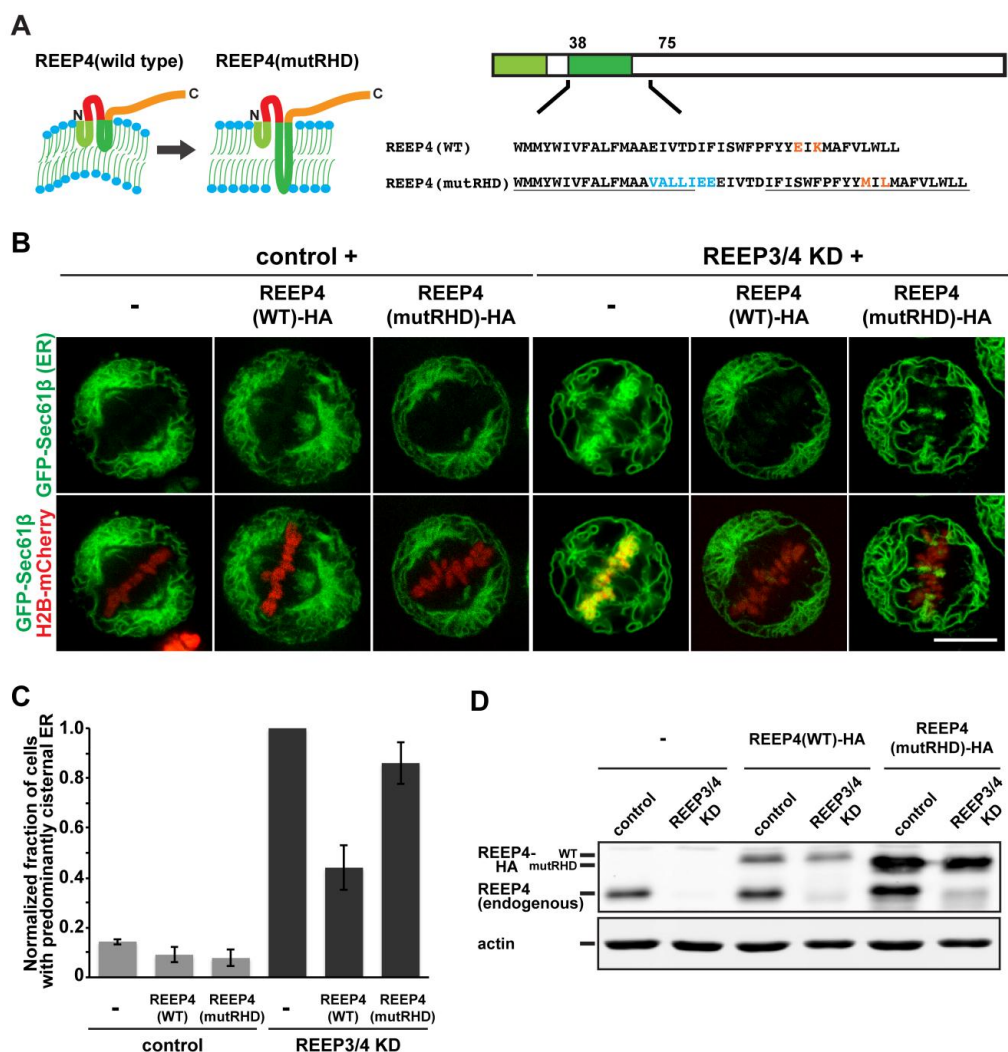 A
REEP4(wild type)
REEP4(mutRHD)
N
C
N
C
38
75
REEP4(WT)
WMMYWIVFALFMAAEIVTDIFISWFPFYYEIKMAFVLWLL
REEP4(mutRHD)
WMMYWIVFALFMAAVALLIEEEIVTDIFISWFPFYYMILMAFVLWLL
B
control +
REEP3/4 KD +
-
REEP4
(WT)-HA
REEP4
(mutRHD)-HA
-
REEP4
(WT)-HA
REEP4
(mutRHD)-HA
GFP-Sec61β (ER)
GFP-Sec61β
H2B-mCherry
C
Normalized fraction of cells
with predominantly cisternal ER
1.0
0.8
0.6
0.4
0.2
0
-
REEP4
(WT)
REEP4
(mutRHD)
-
REEP4
(WT)
REEP4
(mutRHD)
control
REEP3/4 KD
D
-
REEP4(WT)-HA
REEP4
(mutRHD)-HA
control
REEP3/4
KD
control
REEP3/4
KD
control
REEP3/4
KD
REEP4-
HA
WT
mutRHD
REEP4
(endogenous)
actin